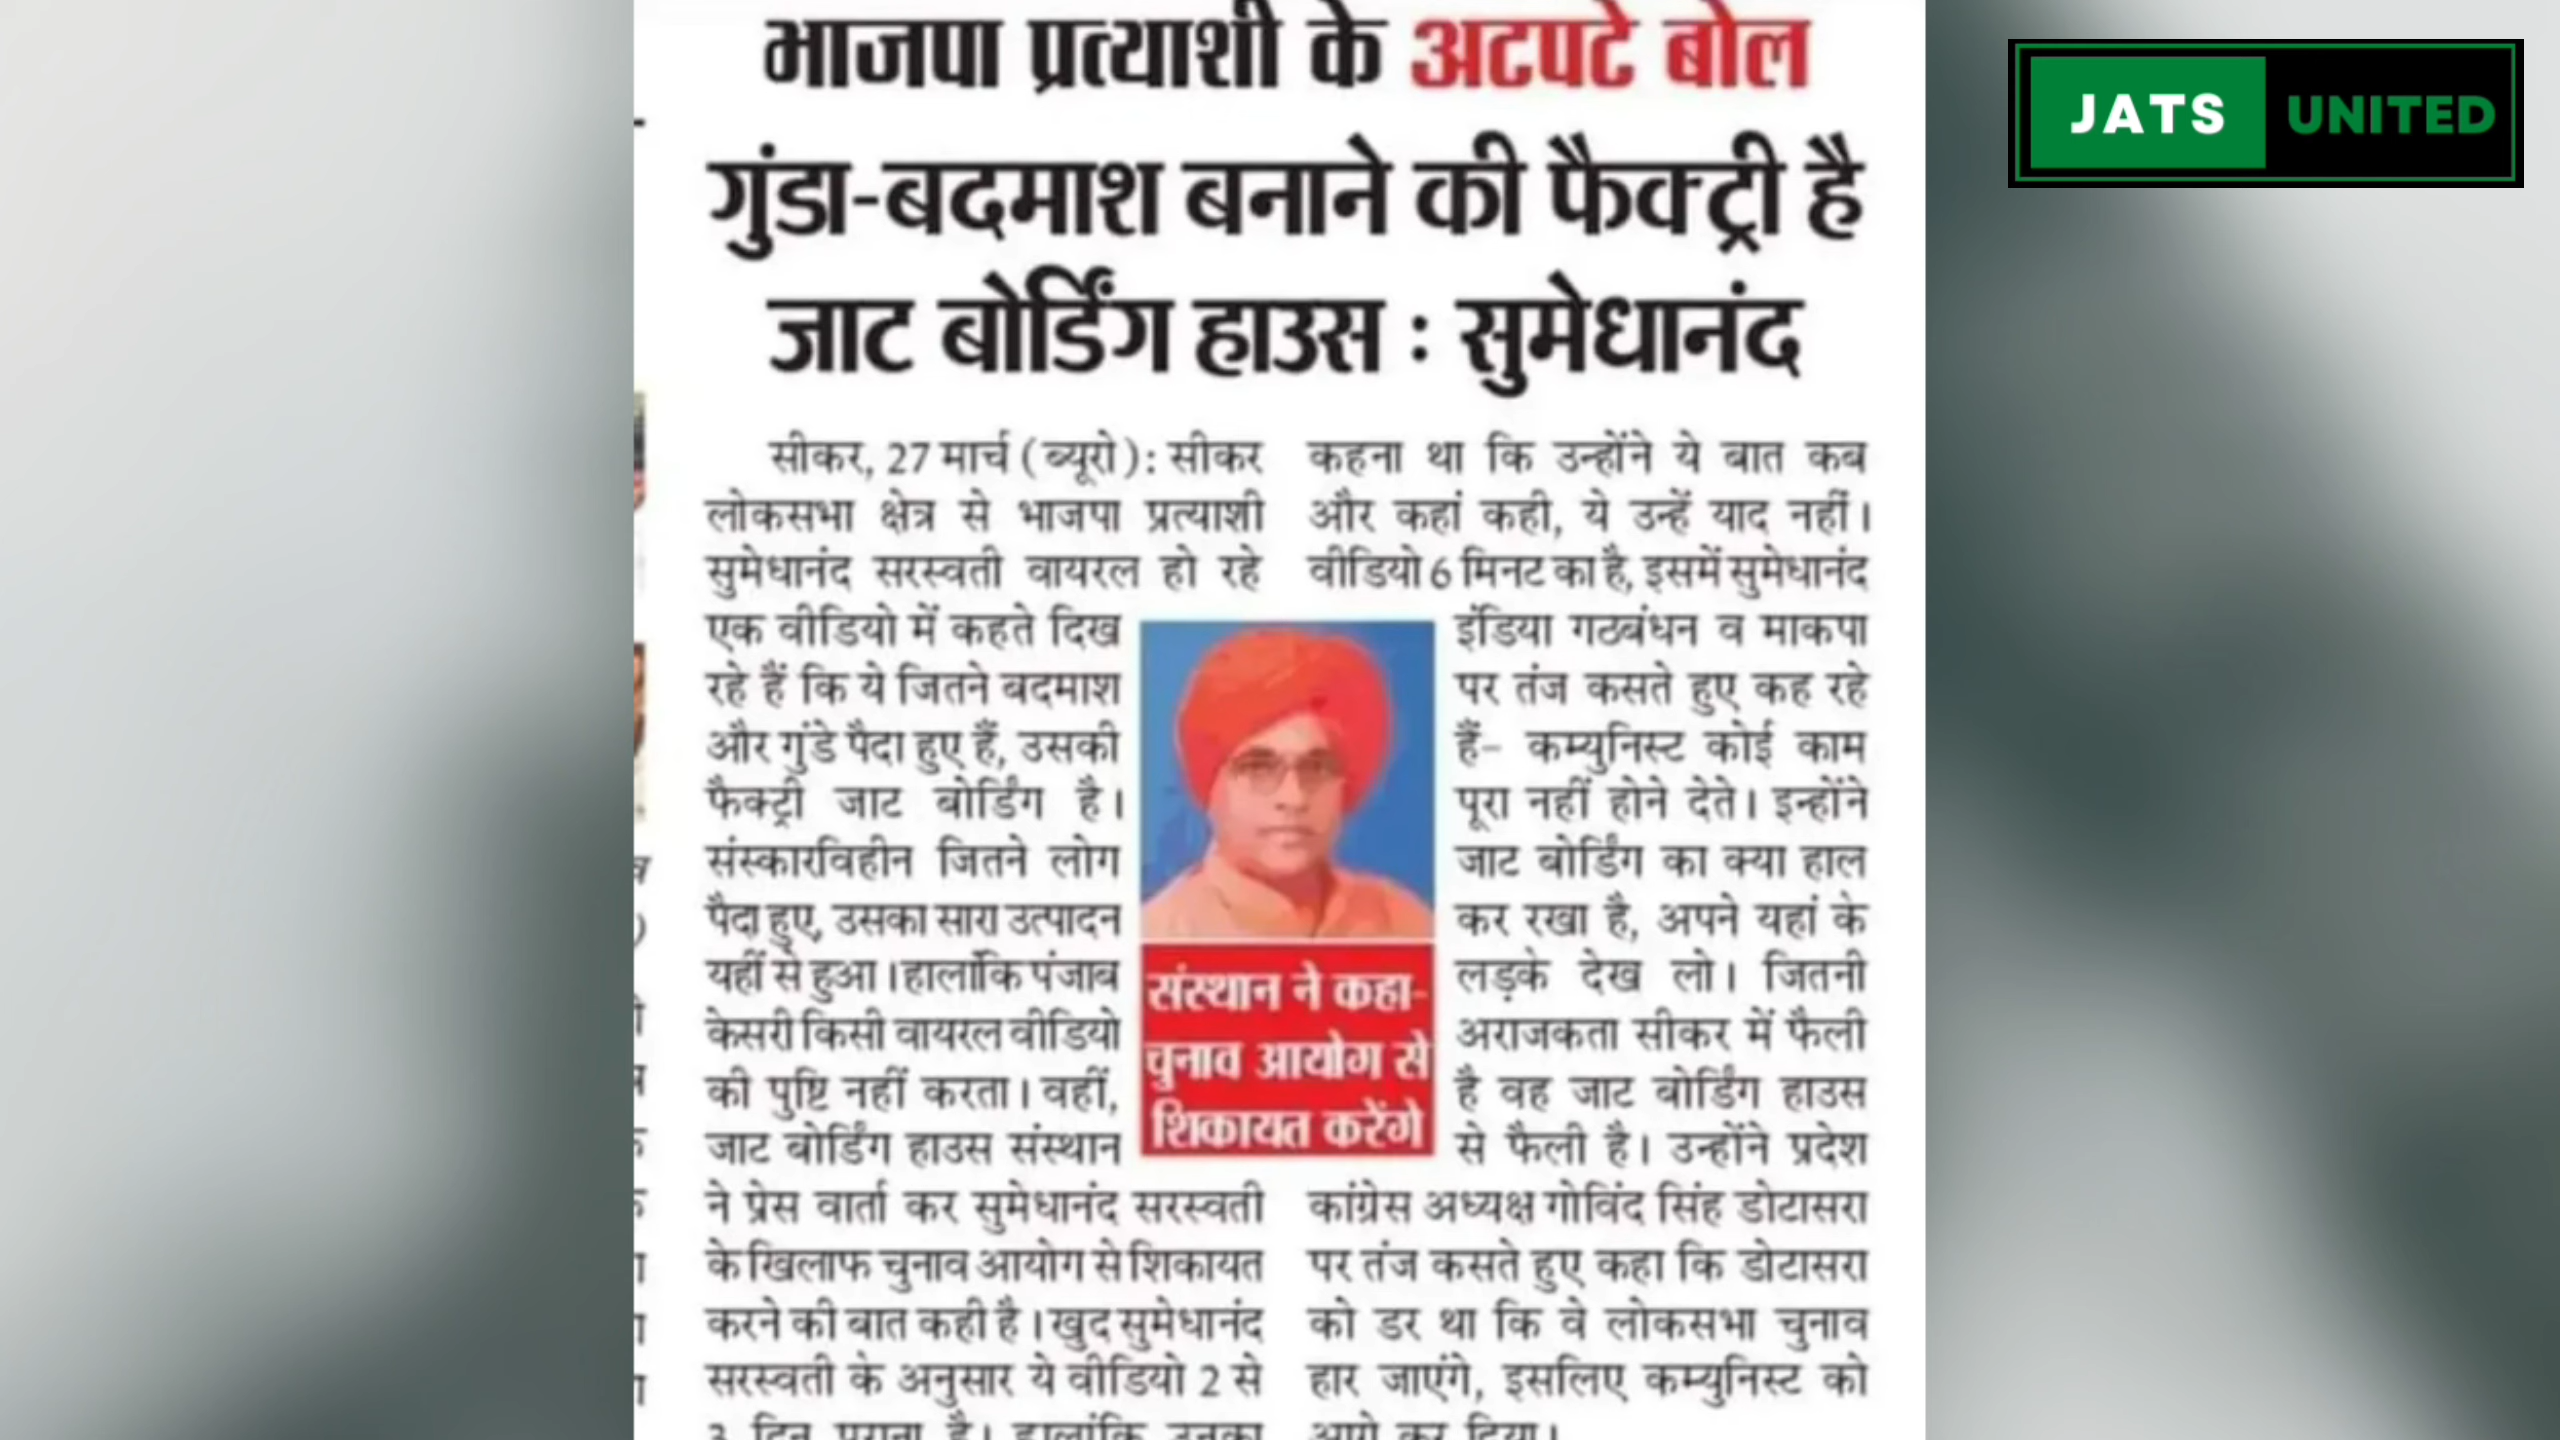 भाजपा प्रत्याशी के अटपटे बोल
गुंडा-बदमाश बनाने की फैक्ट्री है
जाट बोर्डिंग हाउस : सुमेधानंद
सीकर, 27 मार्च (ब्यूरो): सीकर
लोकसभा क्षेत्र से भाजपा प्रत्याशी
सुमेधानंद सरस्वती वायरल हो रहे
एक वीडियो में कहते दिख
रहे हैं कि ये जितने बदमाश
और गुंडे पैदा हुए हैं, उसकी
फैक्ट्री जाट बोर्डिंग है।
संस्कारविहीन जितने लोग
पैदा हुए, उसका सारा उत्पादन
यहीं से हुआ। हालांकि पंजाब
केसरी किसी वायरल वीडियो
की पुष्टि नहीं करता। वहीं,
जाट बोर्डिंग हाउस संस्थान
ने प्रेस वार्ता कर सुमेधानंद सरस्वती
के खिलाफ चुनाव आयोग से शिकायत
करने की बात कही है। खुद सुमेधानंद
सरस्वती के अनुसार ये वीडियो 2 से
3 दिन पुराना है। हालांकि उनका
कहना था कि उन्होंने ये बात कब
और कहां कही, ये उन्हें याद नहीं।
वीडियो 6 मिनट का है, इसमें सुमेधानंद
इंडिया गठबंधन व माकपा
पर तंज कसते हुए कह रहे
हैं- कम्युनिस्ट कोई काम
पूरा नहीं होने देते। इन्होंने
जाट बोर्डिंग का क्या हाल
कर रखा है, अपने यहां के
लड़के देख लो। जितनी
अराजकता सीकर में फैली
है वह जाट बोर्डिंग हाउस
से फैली है। उन्होंने प्रदेश
कांग्रेस अध्यक्ष गोविंद सिंह डोटासरा
पर तंज कसते हुए कहा कि डोटासरा
को डर था कि वे लोकसभा चुनाव
हार जाएंगे, इसलिए कम्युनिस्ट को
आगे कर दिया।
संस्थान ने कहा-
चुनाव आयोग से
शिकायत करेंगे
JATS UNITED